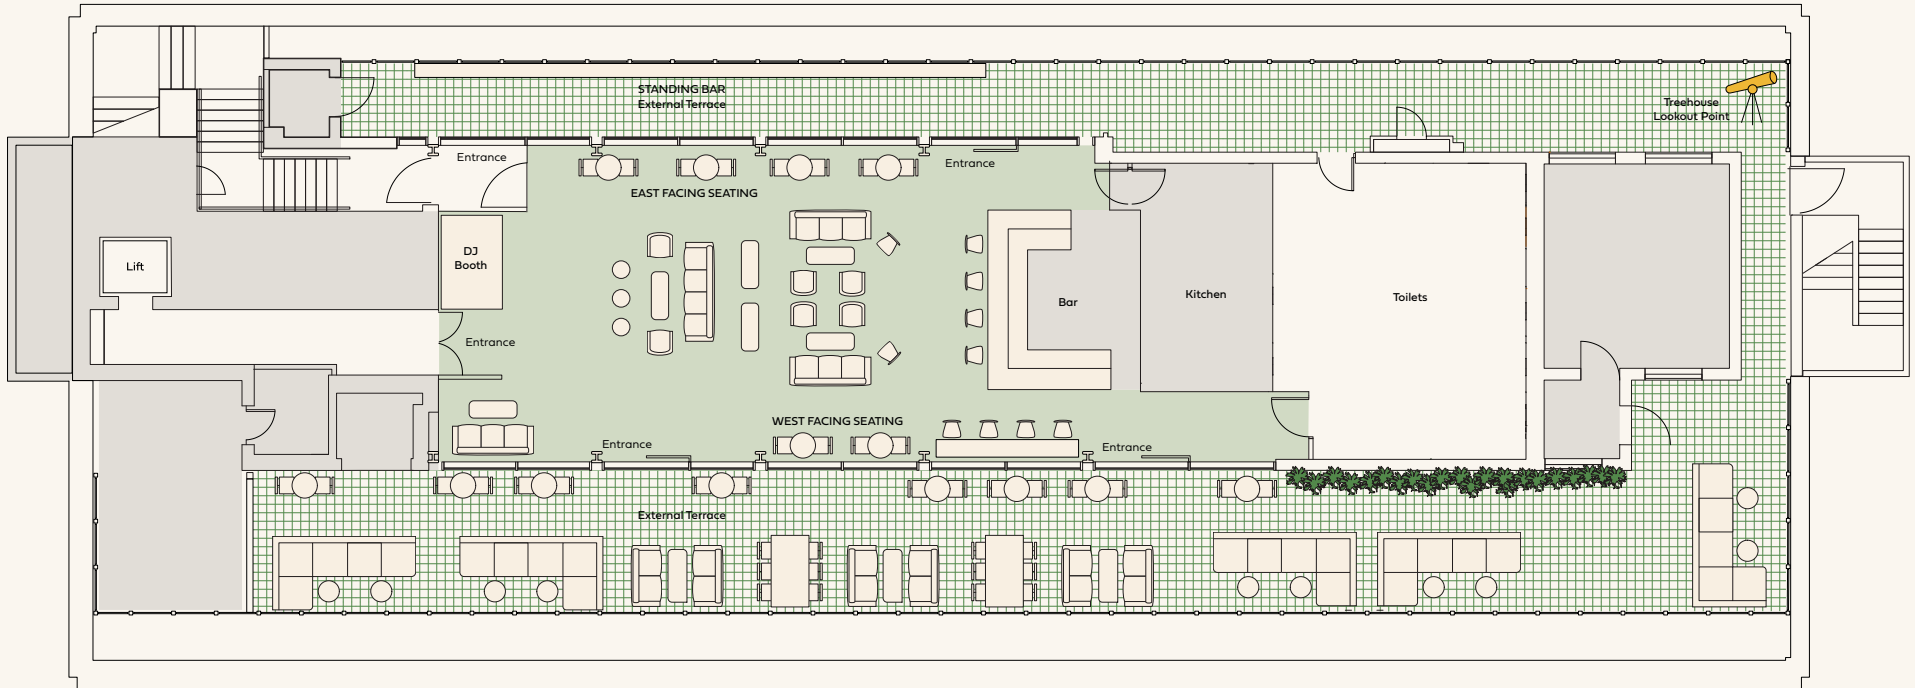 STANDING BAR
External Terrace
Treehouse
Lookout Point
Entrance
Entrance
EAST FACING SEATING
DJ
Booth
Lift
Bar
Kitchen
Toilets
Entrance
WEST FACING SEATING
Entrance
Entrance
External Terrace